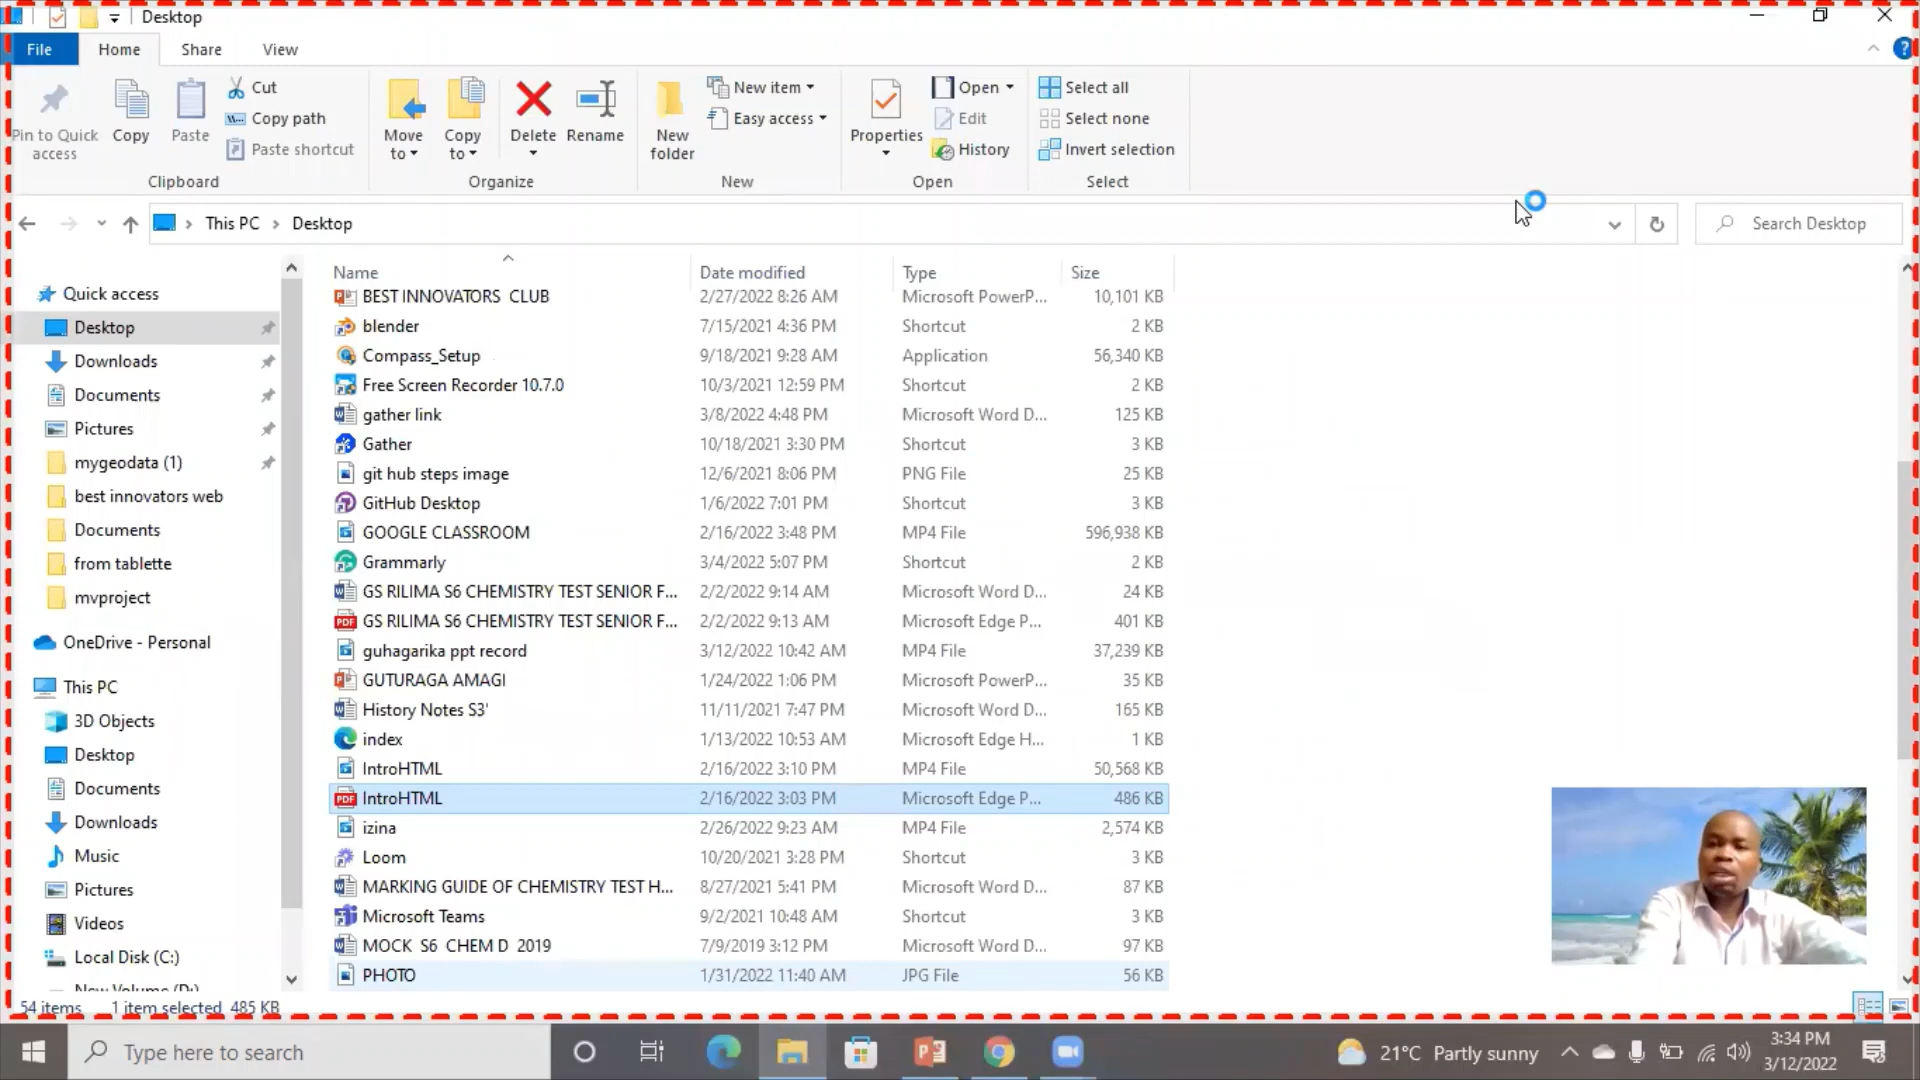 Desktop
File Home Share View
Pin to Quick access
Copy
Paste
Cut
Copy path
Paste shortcut
Clipboard
Move to
Copy to
Delete
Rename
Organize
New folder
New item
Easy access
New
Properties
Open
Edit
History
Open
Select all
Select none
Invert selection
Select
This PC > Desktop
Search Desktop
Quick access
Desktop
Downloads
Documents
Pictures
mygeodata (1)
best innovators web
Documents
from tablette
mvproject
OneDrive - Personal
This PC
3D Objects
Desktop
Documents
Downloads
Music
Pictures
Videos
Local Disk (C:)
New Volume (D:)
Name Date modified Type Size
BEST INNOVATORS CLUB 2/27/2022 8:26 AM Microsoft PowerP... 10,101 KB
blender 7/15/2021 4:36 PM Shortcut 2 KB
Compass_Setup 9/18/2021 9:28 AM Application 56,340 KB
Free Screen Recorder 10.7.0 10/3/2021 12:59 PM Shortcut 2 KB
gather link 3/8/2022 4:48 PM Microsoft Word D... 125 KB
Gather 10/18/2021 3:30 PM Shortcut 3 KB
git hub steps image 12/6/2021 8:06 PM PNG File 25 KB
GitHub Desktop 1/6/2022 7:01 PM Shortcut 3 KB
GOOGLE CLASSROOM 2/16/2022 3:48 PM MP4 File 596,938 KB
Grammarly 3/4/2022 5:07 PM Shortcut 2 KB
GS RILIMA S6 CHEMISTRY TEST SENIOR F... 2/2/2022 9:14 AM Microsoft Word D... 24 KB
GS RILIMA S6 CHEMISTRY TEST SENIOR F... 2/2/2022 9:13 AM Microsoft Edge P... 401 KB
guhagarika ppt record 3/12/2022 10:42 AM MP4 File 37,239 KB
GUTURAGA AMAGI 1/24/2022 1:06 PM Microsoft PowerP... 35 KB
History Notes S3' 11/11/2021 7:47 PM Microsoft Word D... 165 KB
index 1/13/2022 10:53 AM Microsoft Edge H... 1 KB
IntroHTML 2/16/2022 3:10 PM MP4 File 50,568 KB
IntroHTML 2/16/2022 3:03 PM Microsoft Edge P... 486 KB
izina 2/26/2022 9:23 AM MP4 File 2,574 KB
Loom 10/20/2021 3:28 PM Shortcut 3 KB
MARKING GUIDE OF CHEMISTRY TEST H... 8/27/2021 5:41 PM Microsoft Word D... 87 KB
Microsoft Teams 9/2/2021 10:48 AM Shortcut 3 KB
MOCK S6 CHEM D 2019 7/9/2019 3:12 PM Microsoft Word D... 97 KB
PHOTO 1/31/2022 11:40 AM JPG File 56 KB
54 items 1 item selected 485 KB
Type here to search
21°C Partly sunny
3:34 PM
3/12/2022